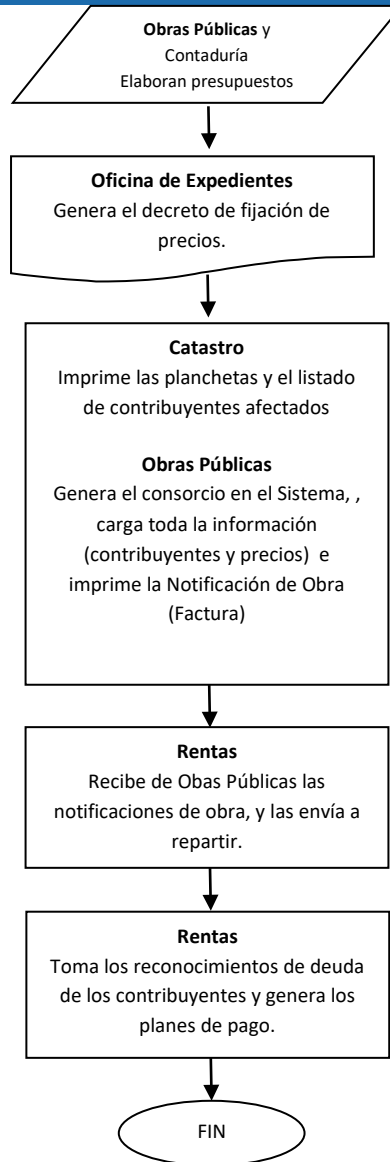 Obras Públicas y
Contaduría
Elaboran presupuestos
Oficina de Expedientes
Genera el decreto de fijación de
precios.
Catastro
Imprime las planchetas y el listado
de contribuyentes afectados
Obras Públicas
Genera el consorcio en el Sistema, ,
carga toda la información
(contribuyentes y precios) e
imprime la Notificación de Obra
(Factura)
Rentas
Recibe de Obas Públicas las
notificaciones de obra, y las envía a
repartir.
Rentas
Toma los reconocimientos de deuda
de los contribuyentes y genera los
planes de pago.
FIN